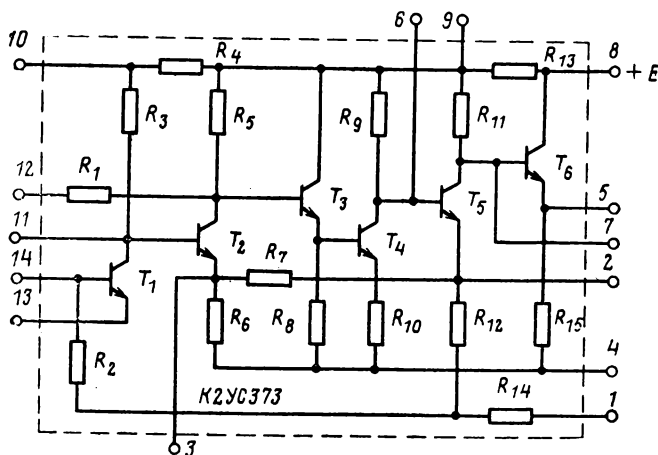 6 9
10 R4 R13 8
+ E
R3 R5 R9 R11
12 R1 T3 T5 T6 5
11 7
14 T1 T2 R7 T4 2
13
R2 R6 R8 R10 R12 R15
4
К2УС373 R14 1
3